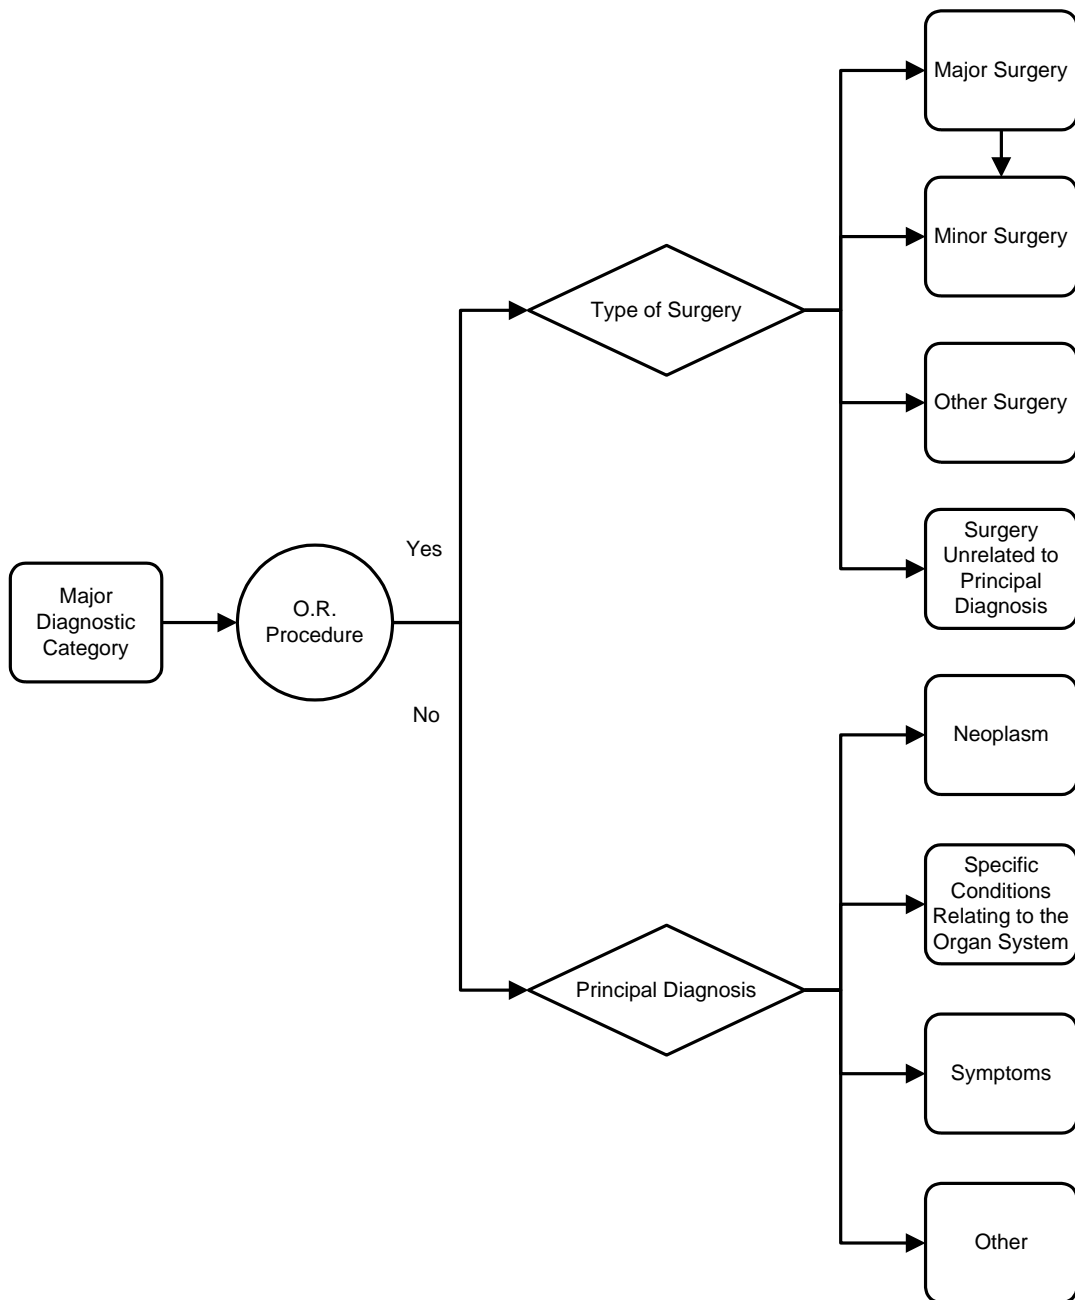 Major Surgery
Minor Surgery
Type of Surgery
Other Surgery
Surgery
Unrelated to
Principal
Diagnosis
Yes
Major
Diagnostic
Category
O.R.
Procedure
No
Neoplasm
Specific
Conditions
Relating to the
Organ System
Principal Diagnosis
Symptoms
Other